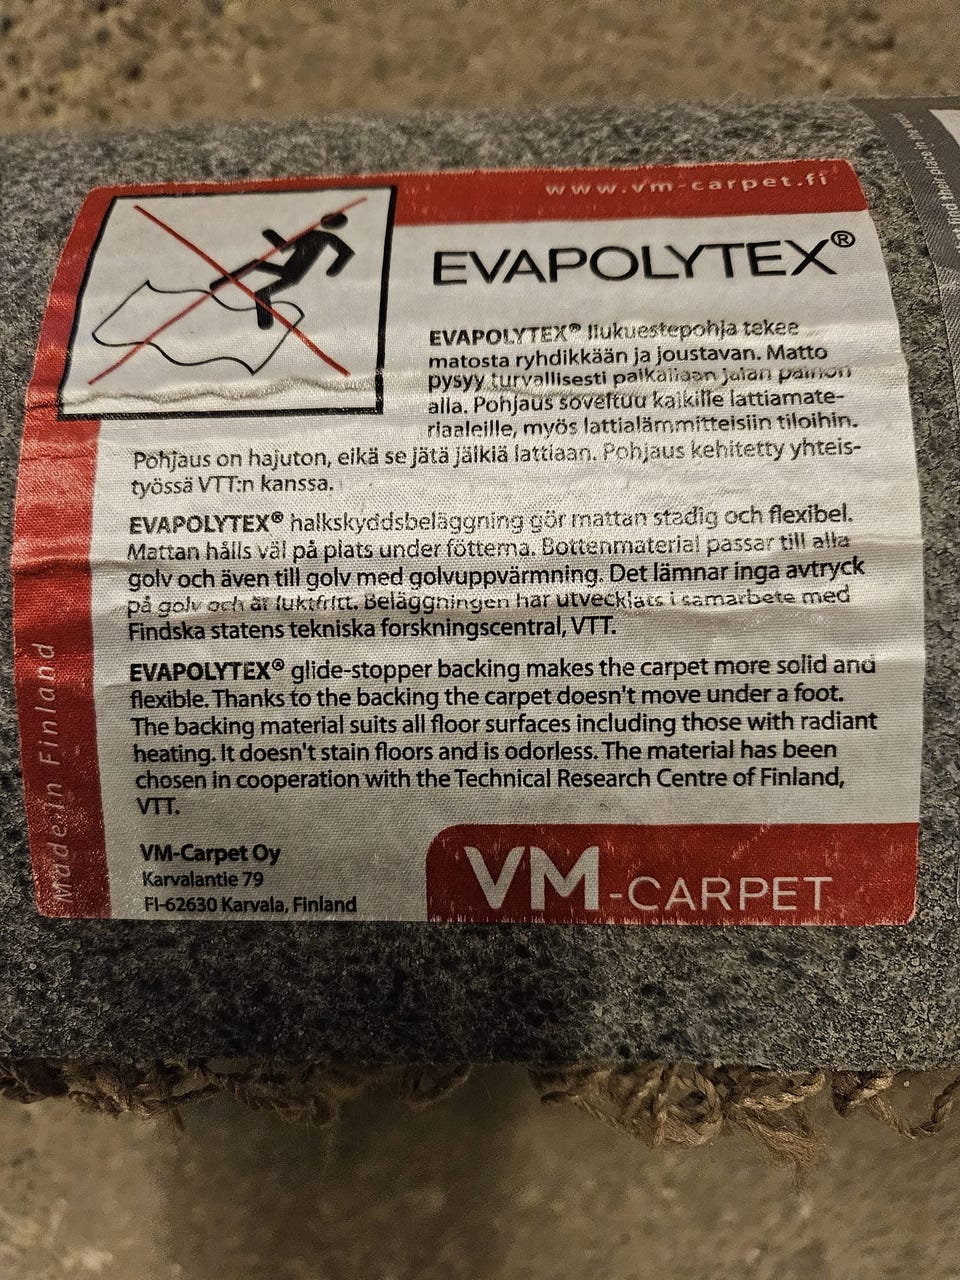 www.vm-carpet.fi
EVAPOLYTEX®
EVAPOLYTEX® liukuestepohja tekee
matosta ryhdikkään ja joustavan. Matto
pysyy turvallisesti paikallaan jalan painon
alla. Pohjaus soveltuu kaikille lattiamate-
riaaleille, myös lattialämmitteisiin tiloihin.
Pohjaus on hajuton, eikä se jätä jälkiä lattiaan. Pohjaus kehitetty yhteis-
työssä VTT:n kanssa.
EVAPOLYTEX® halkskyddsbeläggning gör mattan stadig och flexibel.
Mattan hålls väl på plats under fötterna. Bottenmaterial passar till alla
golv och även till golv med golvuppvärmning. Det lämnar inga avtryck
på golv och är luktfritt. Beläggningen har utvecklats i samarbete med
Findska statens tekniska forskningscentral, VTT.
EVAPOLYTEX® glide-stopper backing makes the carpet more solid and
flexible. Thanks to the backing the carpet doesn't move under a foot.
The backing material suits all floor surfaces including those with radiant
heating. It doesn't stain floors and is odorless. The material has been
chosen in cooperation with the Technical Research Centre of Finland,
VTT.
VM-Carpet Oy
Karvalantie 79
FI-62630 Karvala, Finland
VM-CARPET
Made in Finland
their place in the